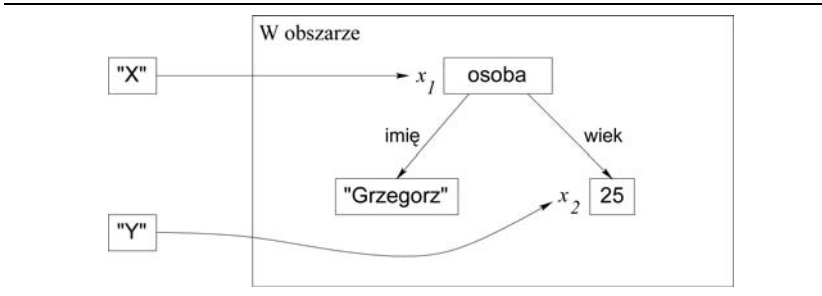 W obszarze
"X"
x1
osoba
imię
wiek
"Grzegorz"
x2
25
"Y"